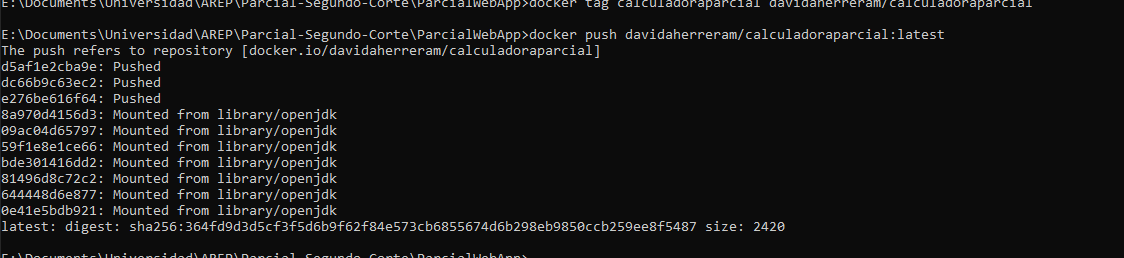 E:\Documents\Universidad\AREP\Parcial-Segundo-Corte\ParcialWebApp>docker tag calculadoraparcial davidaherreram/calculadoraparcial
E:\Documents\Universidad\AREP\Parcial-Segundo-Corte\ParcialWebApp>docker push davidaherreram/calculadoraparcial:latest
The push refers to repository [docker.io/davidaherreram/calculadoraparcial]
d5af1e2cba9e: Pushed
dc66b9c63ec2: Pushed
e276be616f64: Pushed
8a970d4156d3: Mounted from library/openjdk
09ac04d65797: Mounted from library/openjdk
59f1e8e1ce66: Mounted from library/openjdk
bde301416dd2: Mounted from library/openjdk
81496d8c72c2: Mounted from library/openjdk
644448d6e877: Mounted from library/openjdk
0e41e5bdb921: Mounted from library/openjdk
latest: digest: sha256:364fd9d3d5cf3f5d6b9f62f84e573cb6855674d6b298eb9850ccb259ee8f5487 size: 2420
E:\Documents\Universidad\AREP\Parcial-Segundo-Corte\ParcialWebApp>